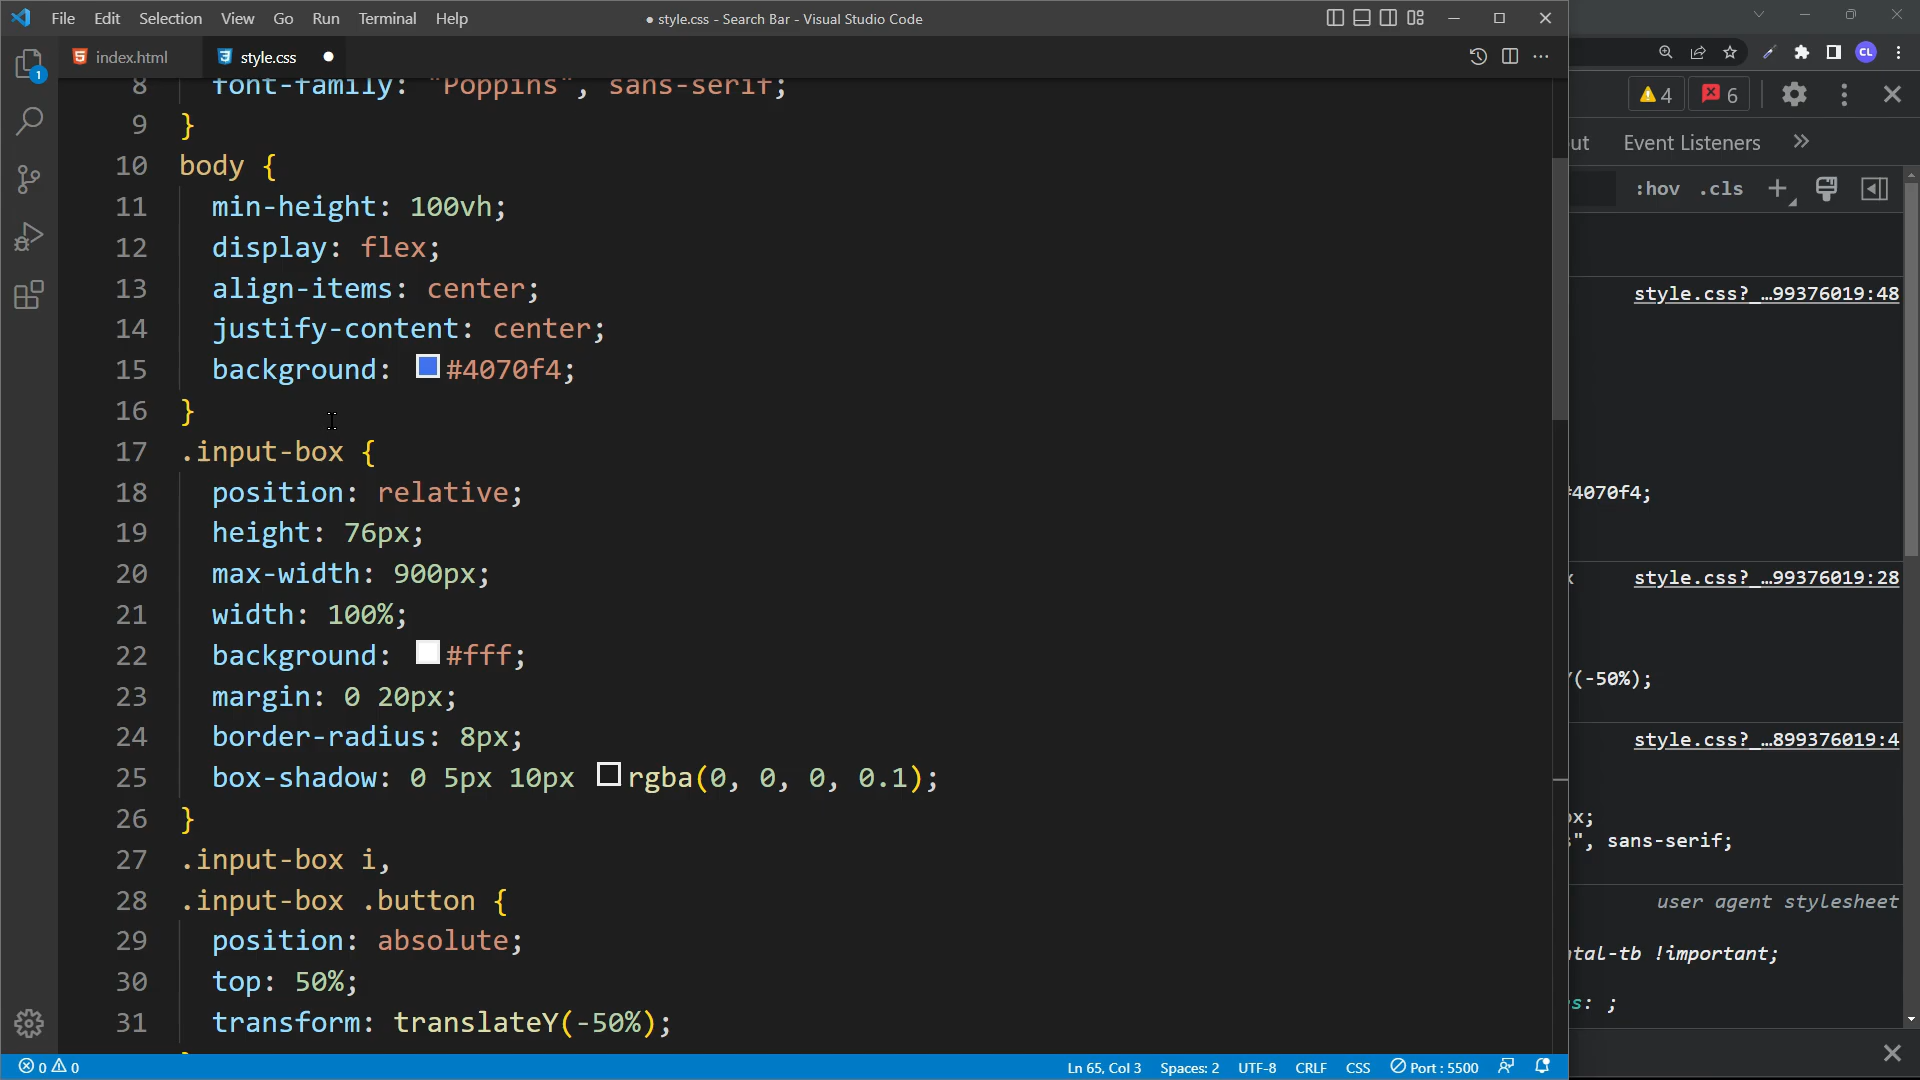 File Edit Selection View Go Run Terminal Help
● style.css - Search Bar - Visual Studio Code
index.html
style.css ●
8 font-family: "Poppins", sans-serif;
9 }
10 body {
11 min-height: 100vh;
12 display: flex;
13 align-items: center;
14 justify-content: center;
15 background: #4070f4;
16 }
17 .input-box {
18 position: relative;
19 height: 76px;
20 max-width: 900px;
21 width: 100%;
22 background: #fff;
23 margin: 0 20px;
24 border-radius: 8px;
25 box-shadow: 0 5px 10px rgba(0, 0, 0, 0.1);
26 }
27 .input-box i,
28 .input-box .button {
29 position: absolute;
30 top: 50%;
31 transform: translateY(-50%);
1
0 0
Ln 65, Col 3 Spaces: 2 UTF-8 CRLF CSS Port : 5500
CL
4 6
ut Event Listeners »
:hov .cls +
style.css?_…99376019:48
#4070f4;
style.css?_…99376019:28
(-50%);
style.css?_…899376019:4
px;
", sans-serif;
user agent stylesheet
tal-tb !important;
s: ;